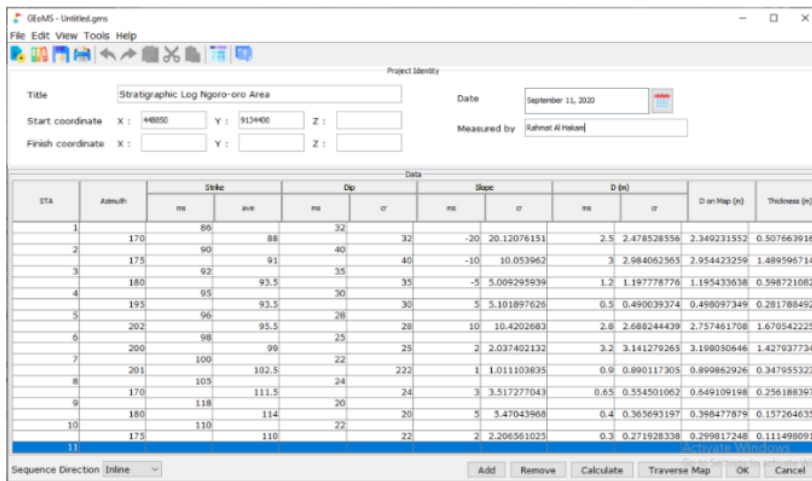 GEoMS - Untitled.gms
File Edit View Tools Help
Project Identity
Title Stratigraphic Log Ngoro-oro Area
Date September 11, 2020
Start coordinate X : 448850 Y : 9134400 Z :
Measured by Rahmat Al Hakam
Finish coordinate X : Y : Z :
Data
STA Azimuth Strike Dip Slope D (m) D on Map (m) Thickness (m)
ms ave ms cr ms cr ms cr
1 86 32
170 88 32 -20 20.12076151 2.5 2.478528556 2.349231552 0.507663916
2 90 40
175 91 40 -10 10.053962 3 2.984062565 2.954423259 1.489596714
3 92 35
180 93.5 35 -5 5.009295939 1.2 1.197778776 1.195433638 0.598721082
4 95 30
195 93.5 30 5 5.101897626 0.5 0.490039374 0.498097349 0.281788492
5 96 28
202 95.5 28 10 10.4202683 2.8 2.688244439 2.757461708 1.670542225
6 98 25
200 99 25 2 2.037402132 3.2 3.141279265 3.198050646 1.427937734
7 100 22
201 102.5 222 1 1.011103835 0.9 0.890117305 0.899862926 0.347955323
8 105 24
170 111.5 24 3 3.517277043 0.65 0.554501062 0.649109198 0.256188397
9 118 20
180 114 20 5 5.47043968 0.4 0.365693197 0.398477879 0.157264635
10 110 22
175 110 22 2 2.206561025 0.3 0.271928338 0.299817248 0.111498091
11
Activate Windows
Sequence Direction Inline Add Remove Calculate Traverse Map OK Cancel